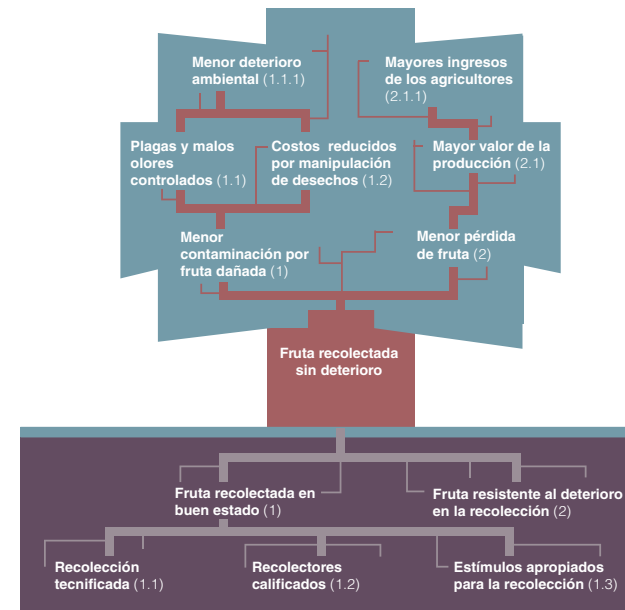 Menor deterioro
ambiental (1.1.1)
Mayores ingresos
de los agricultores
(2.1.1)
Plagas y malos
olores
controlados (1.1)
Costos reducidos
por manipulación
de desechos (1.2)
Mayor valor de la
producción (2.1)
Menor
contaminación por
fruta dañada (1)
Menor pérdida
de fruta (2)
Fruta recolectada
sin deterioro
Fruta recolectada en
buen estado (1)
Fruta resistente al deterioro
en la recolección (2)
Recolección
tecnificada (1.1)
Recolectores
calificados (1.2)
Estímulos apropiados
para la recolección (1.3)